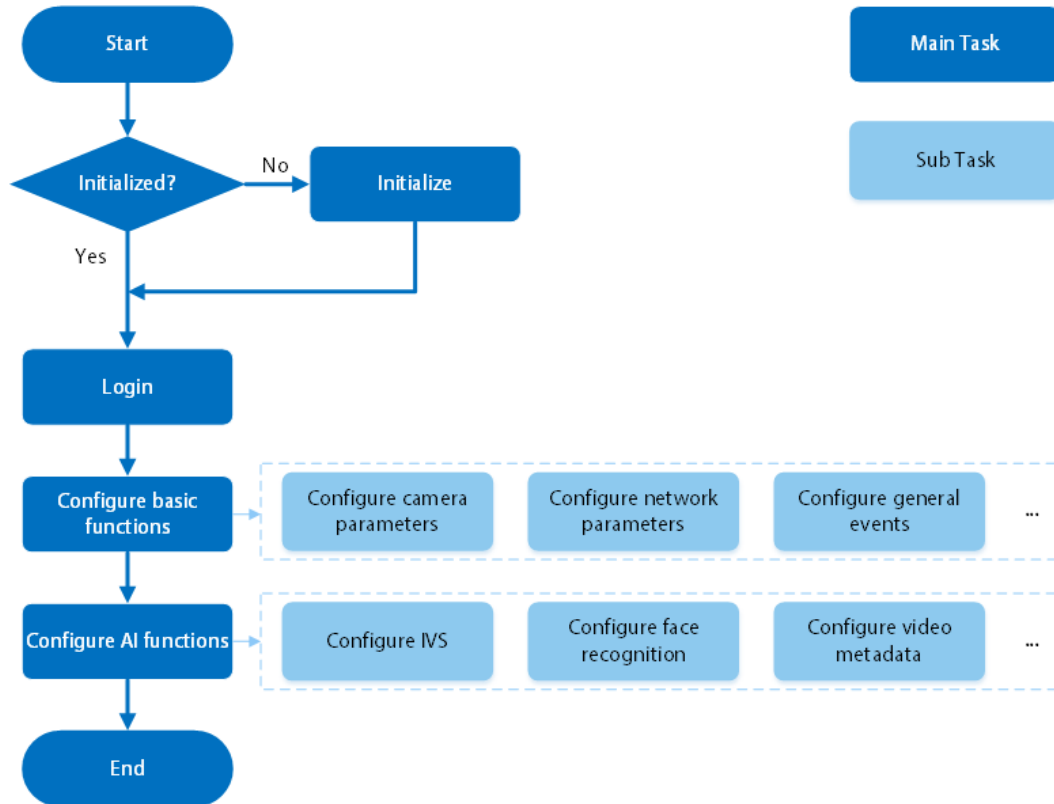 Start
Main Task
Sub Task
No
Initialized?
Initialize
Yes
Login
Configure basic
functions
Configure camera
parameters
Configure network
parameters
Configure general
events
...
Configure AI functions
Configure IVS
Configure face
recognition
Configure video
metadata
...
End